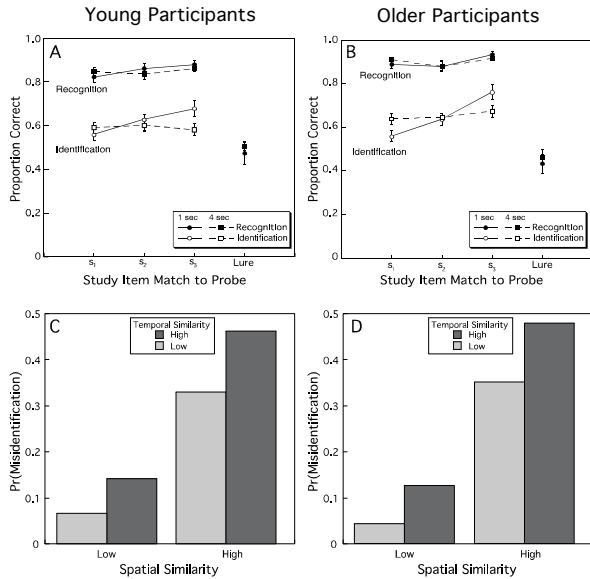 Young Participants
Older Participants
A
Proportion Correct
1.0
0.8
0.6
0.4
0.2
0
Recognition
Identification
1 sec 4 sec
Recognition
Identification
s1 s2 s3 Lure
Study Item Match to Probe
B
Proportion Correct
1.0
0.8
0.6
0.4
0.2
0
Recognition
Identification
1 sec 4 sec
Recognition
Identification
s1 s2 s3 Lure
Study Item Match to Probe
C
Pr(Misidentification)
0.5
0.4
0.3
0.2
0.1
0
Temporal Similarity
High
Low
Low High
Spatial Similarity
D
Pr(Misidentification)
0.5
0.4
0.3
0.2
0.1
0
Temporal Similarity
High
Low
Low High
Spatial Similarity